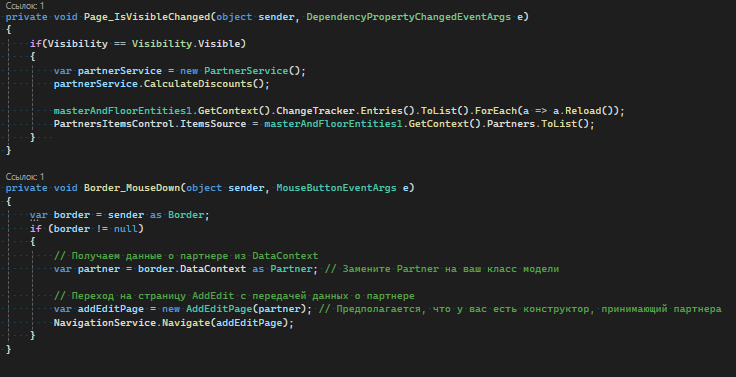 Ссылок: 1
private void Page_IsVisibleChanged(object sender, DependencyPropertyChangedEventArgs e)
{
    if(Visibility == Visibility.Visible)
    {
        var partnerService = new PartnerService();
        partnerService.CalculateDiscounts();

        masterAndFloorEntities1.GetContext().ChangeTracker.Entries().ToList().ForEach(a => a.Reload());
        PartnersItemsControl.ItemsSource = masterAndFloorEntities1.GetContext().Partners.ToList();
    }
}

Ссылок: 1
private void Border_MouseDown(object sender, MouseButtonEventArgs e)
{
    var border = sender as Border;
    if (border != null)
    {
        // Получаем данные о партнере из DataContext
        var partner = border.DataContext as Partner; // Замените Partner на ваш класс модели

        // Переход на страницу AddEdit с передачей данных о партнере
        var addEditPage = new AddEditPage(partner); // Предполагается, что у вас есть конструктор, принимающий партнера
        NavigationService.Navigate(addEditPage);
    }
}